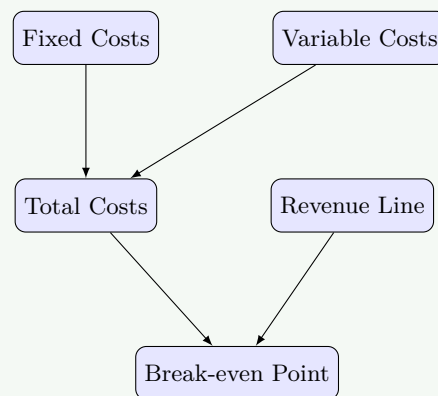 Fixed Costs
Variable Costs
Total Costs
Revenue Line
Break-even Point